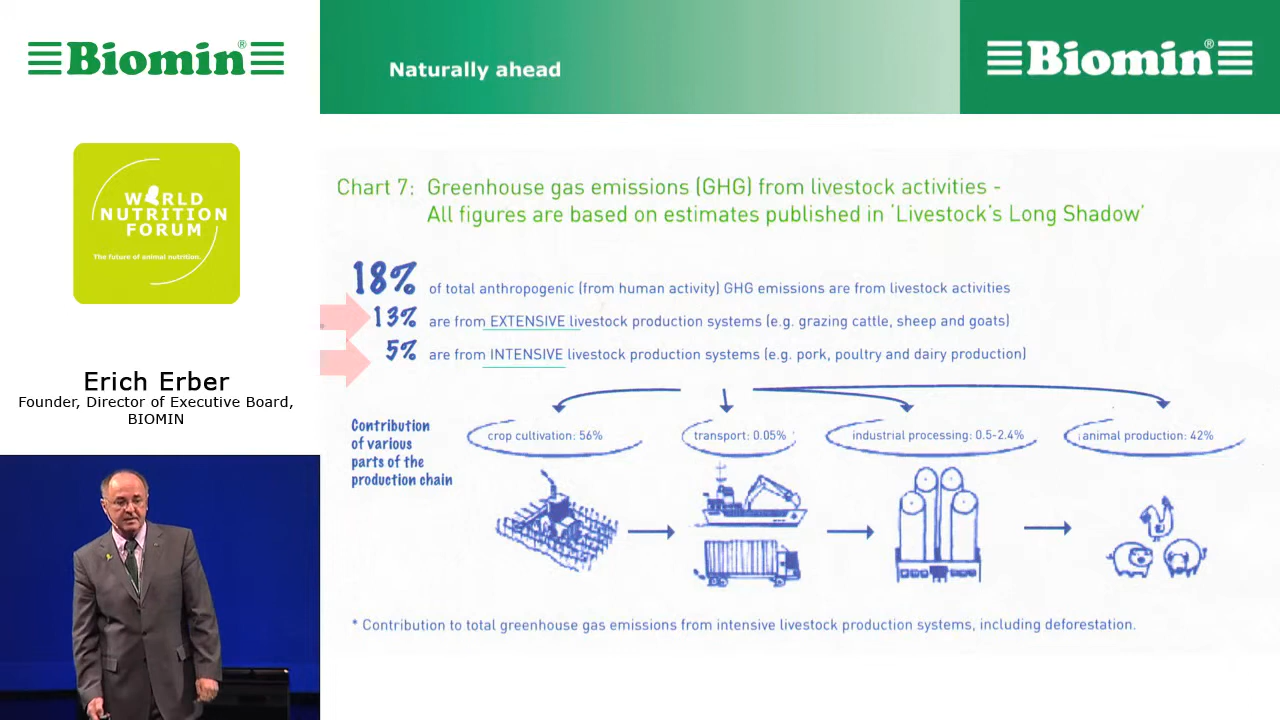 Biomin®
Naturally ahead
Biomin®
WORLD
NUTRITION
FORUM
The future of animal nutrition.
Erich Erber
Founder, Director of Executive Board,
BIOMIN
Chart 7: Greenhouse gas emissions (GHG) from livestock activities -
All figures are based on estimates published in ‘Livestock’s Long Shadow’
18% of total anthropogenic (from human activity) GHG emissions are from livestock activities
13% are from EXTENSIVE livestock production systems (e.g. grazing cattle, sheep and goats)
5% are from INTENSIVE livestock production systems (e.g. pork, poultry and dairy production)
Contribution
of various
parts of the
production chain
crop cultivation: 56%
transport: 0.05%
industrial processing: 0.5-2.4%
animal production: 42%
* Contribution to total greenhouse gas emissions from intensive livestock production systems, including deforestation.